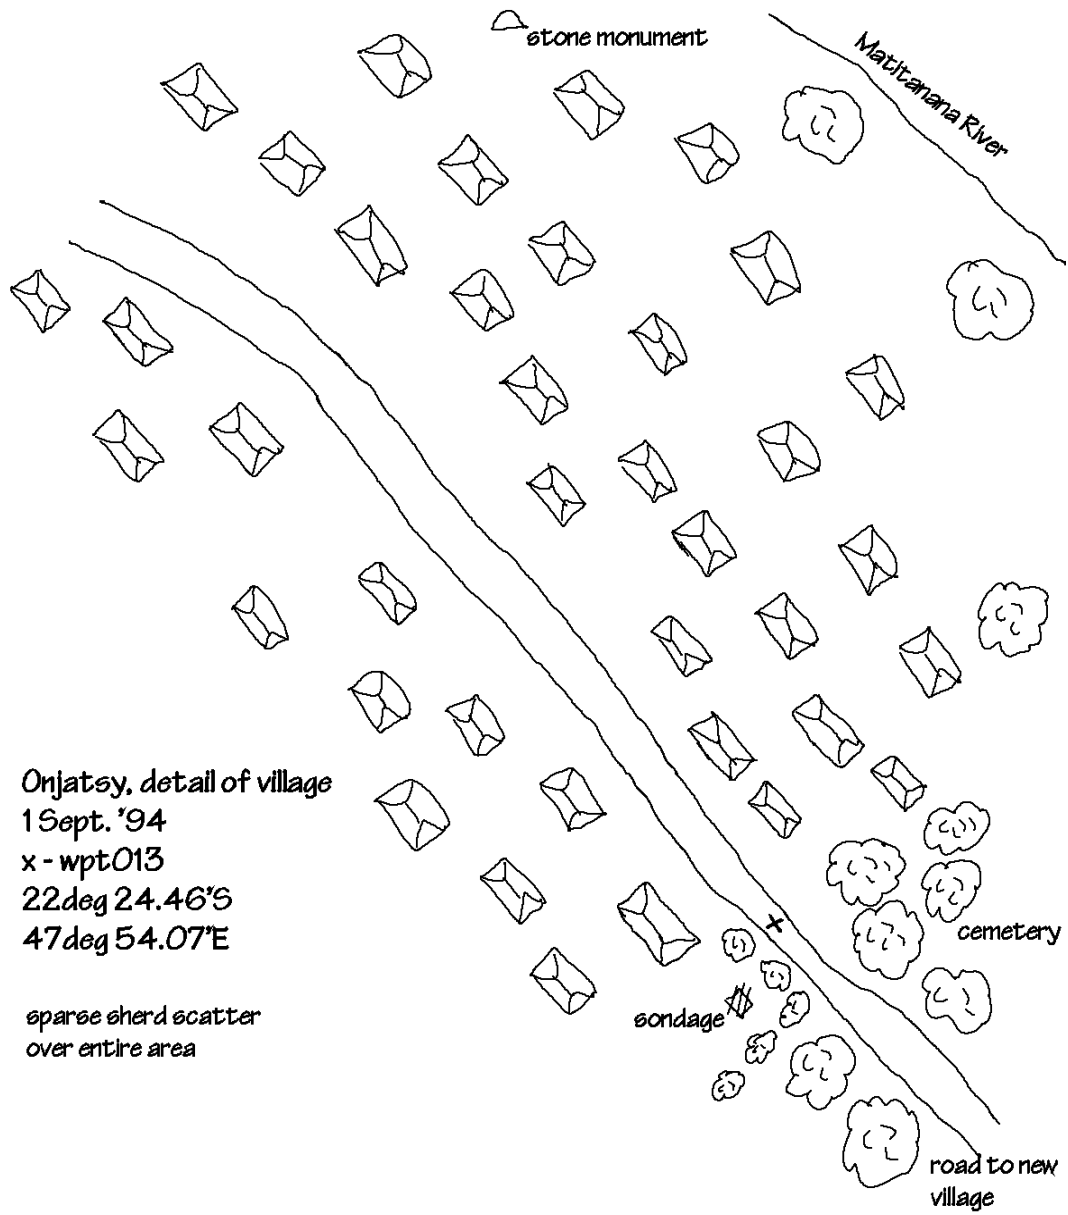 stone monument
Matitanana River
Onjatsy, detail of village
1 Sept. '94
x - wpt013
22deg 24.46'S
47deg 54.07'E
sparse sherd scatter
over entire area
x
cemetery
sondage
road to new
village